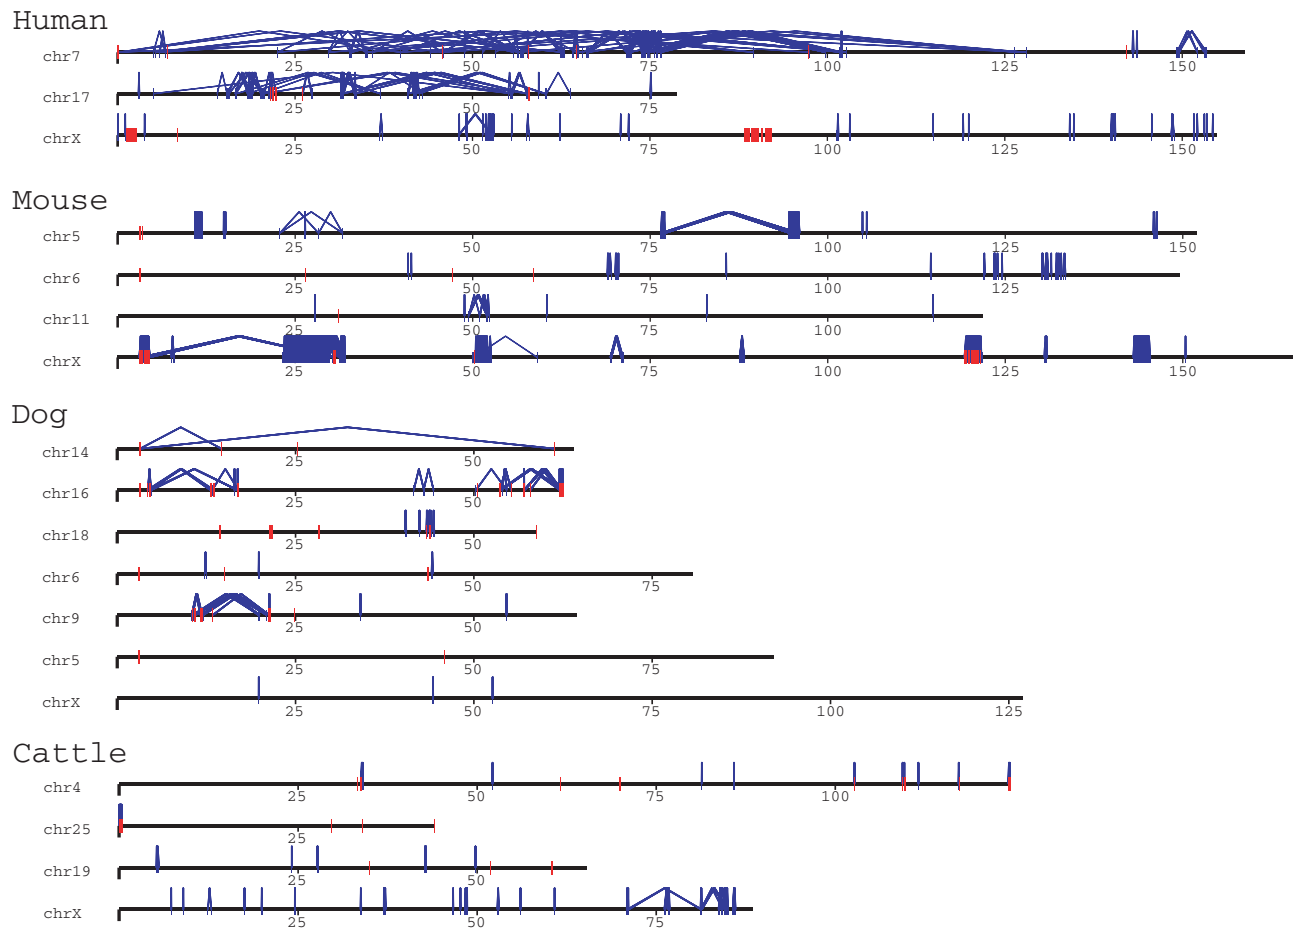 Human
chr7
25 50 75 100 125 150
chr17
25 50 75
chrX
25 50 75 100 125 150
Mouse
chr5
25 50 75 100 125 150
chr6
25 50 75 100 125 150
chr11
25 50 75 100
chrX
25 50 75 100 125 150
Dog
chr14
25 50
chr16
25 50
chr18
25 50
chr6
25 50 75
chr9
25 50
chr5
25 50 75
chrX
25 50 75 100 125
Cattle
chr4
25 50 75 100
chr25
25
chr19
25 50
chrX
25 50 75